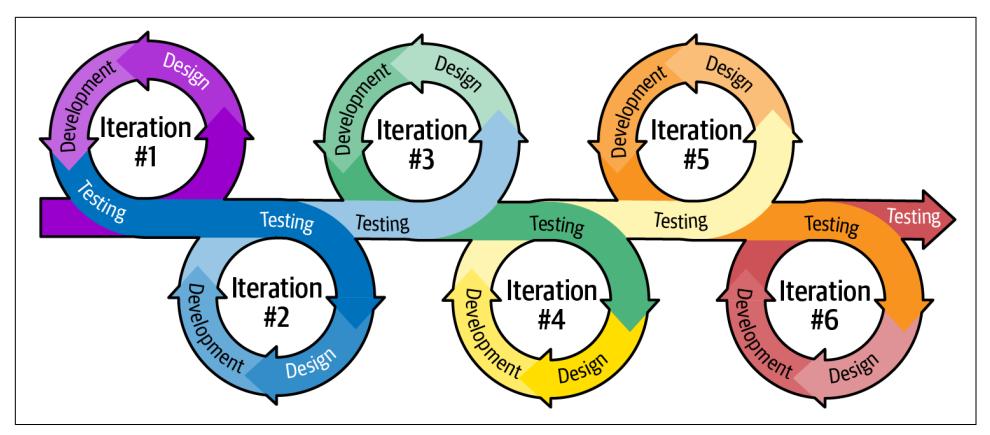 Development
Design
Iteration
#1
Testing
Testing
Development
Design
Iteration
#2
Development
Design
Iteration
#3
Testing
Testing
Development
Design
Iteration
#4
Development
Design
Iteration
#5
Testing
Testing
Testing
Development
Design
Iteration
#6